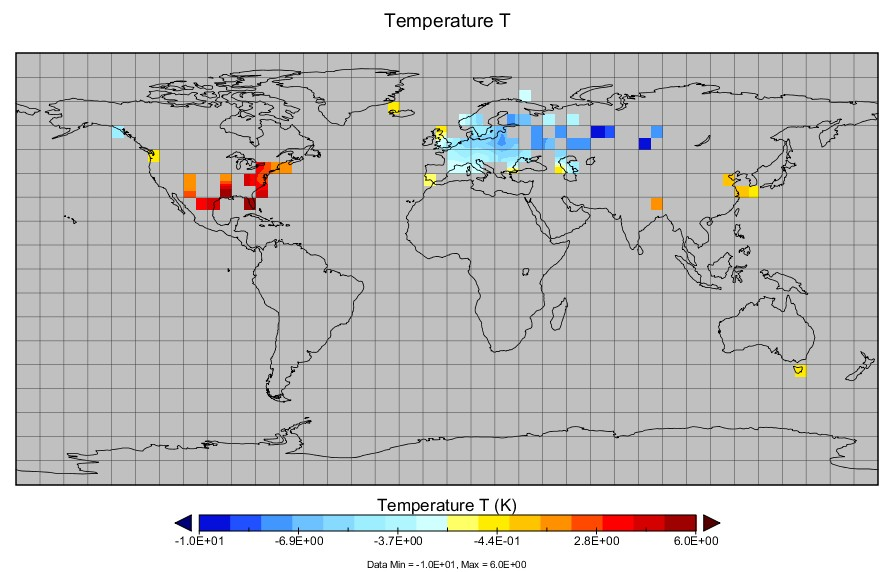 Temperature T
Temperature T (K)
-1.0E+01 -6.9E+00 -3.7E+00 -4.4E-01 2.8E+00 6.0E+00
Data Min = -1.0E+01, Max = 6.0E+00